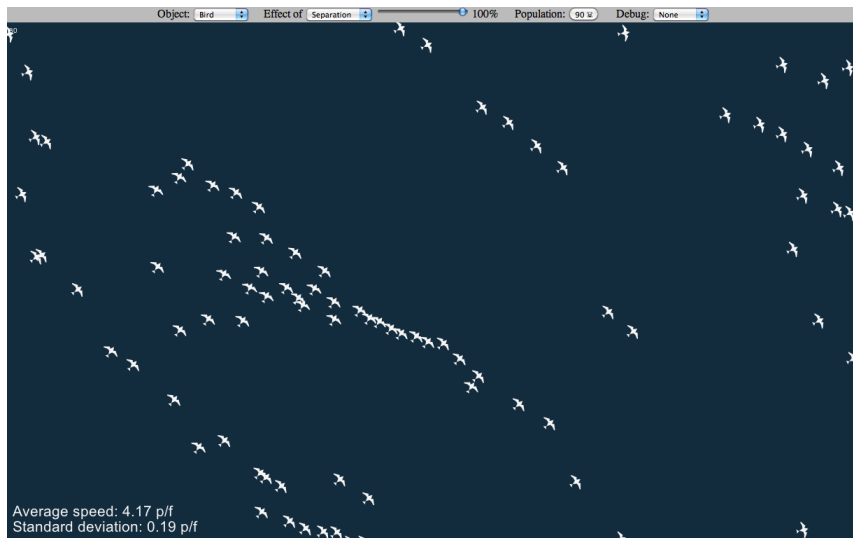 Object: Bird Effect of Separation 100% Population: 90 Debug: None
Average speed: 4.17 p/f
Standard deviation: 0.19 p/f